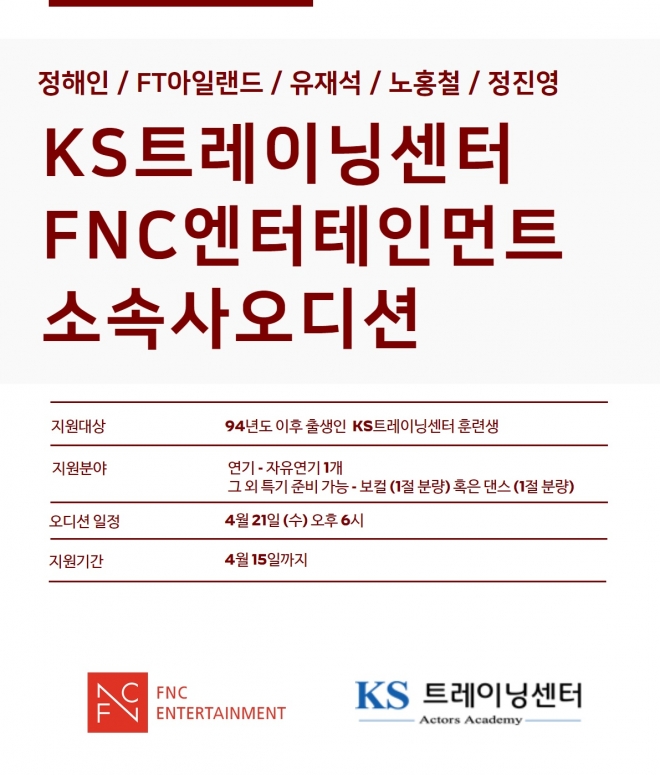 정해인 / FT아일랜드 / 유재석 / 노홍철 / 정진영
KS트레이닝센터
FNC엔터테인먼트
소속사오디션
지원대상 94년도 이후 출생인 KS트레이닝센터 훈련생
지원분야 연기 - 자유연기 1개
그 외 특기 준비 가능 - 보컬 (1절 분량) 혹은 댄스 (1절 분량)
오디션 일정 4월 21일 (수) 오후 6시
지원기간 4월 15일까지
FNC
ENTERTAINMENT
KS 트레이닝센터
Actors Academy